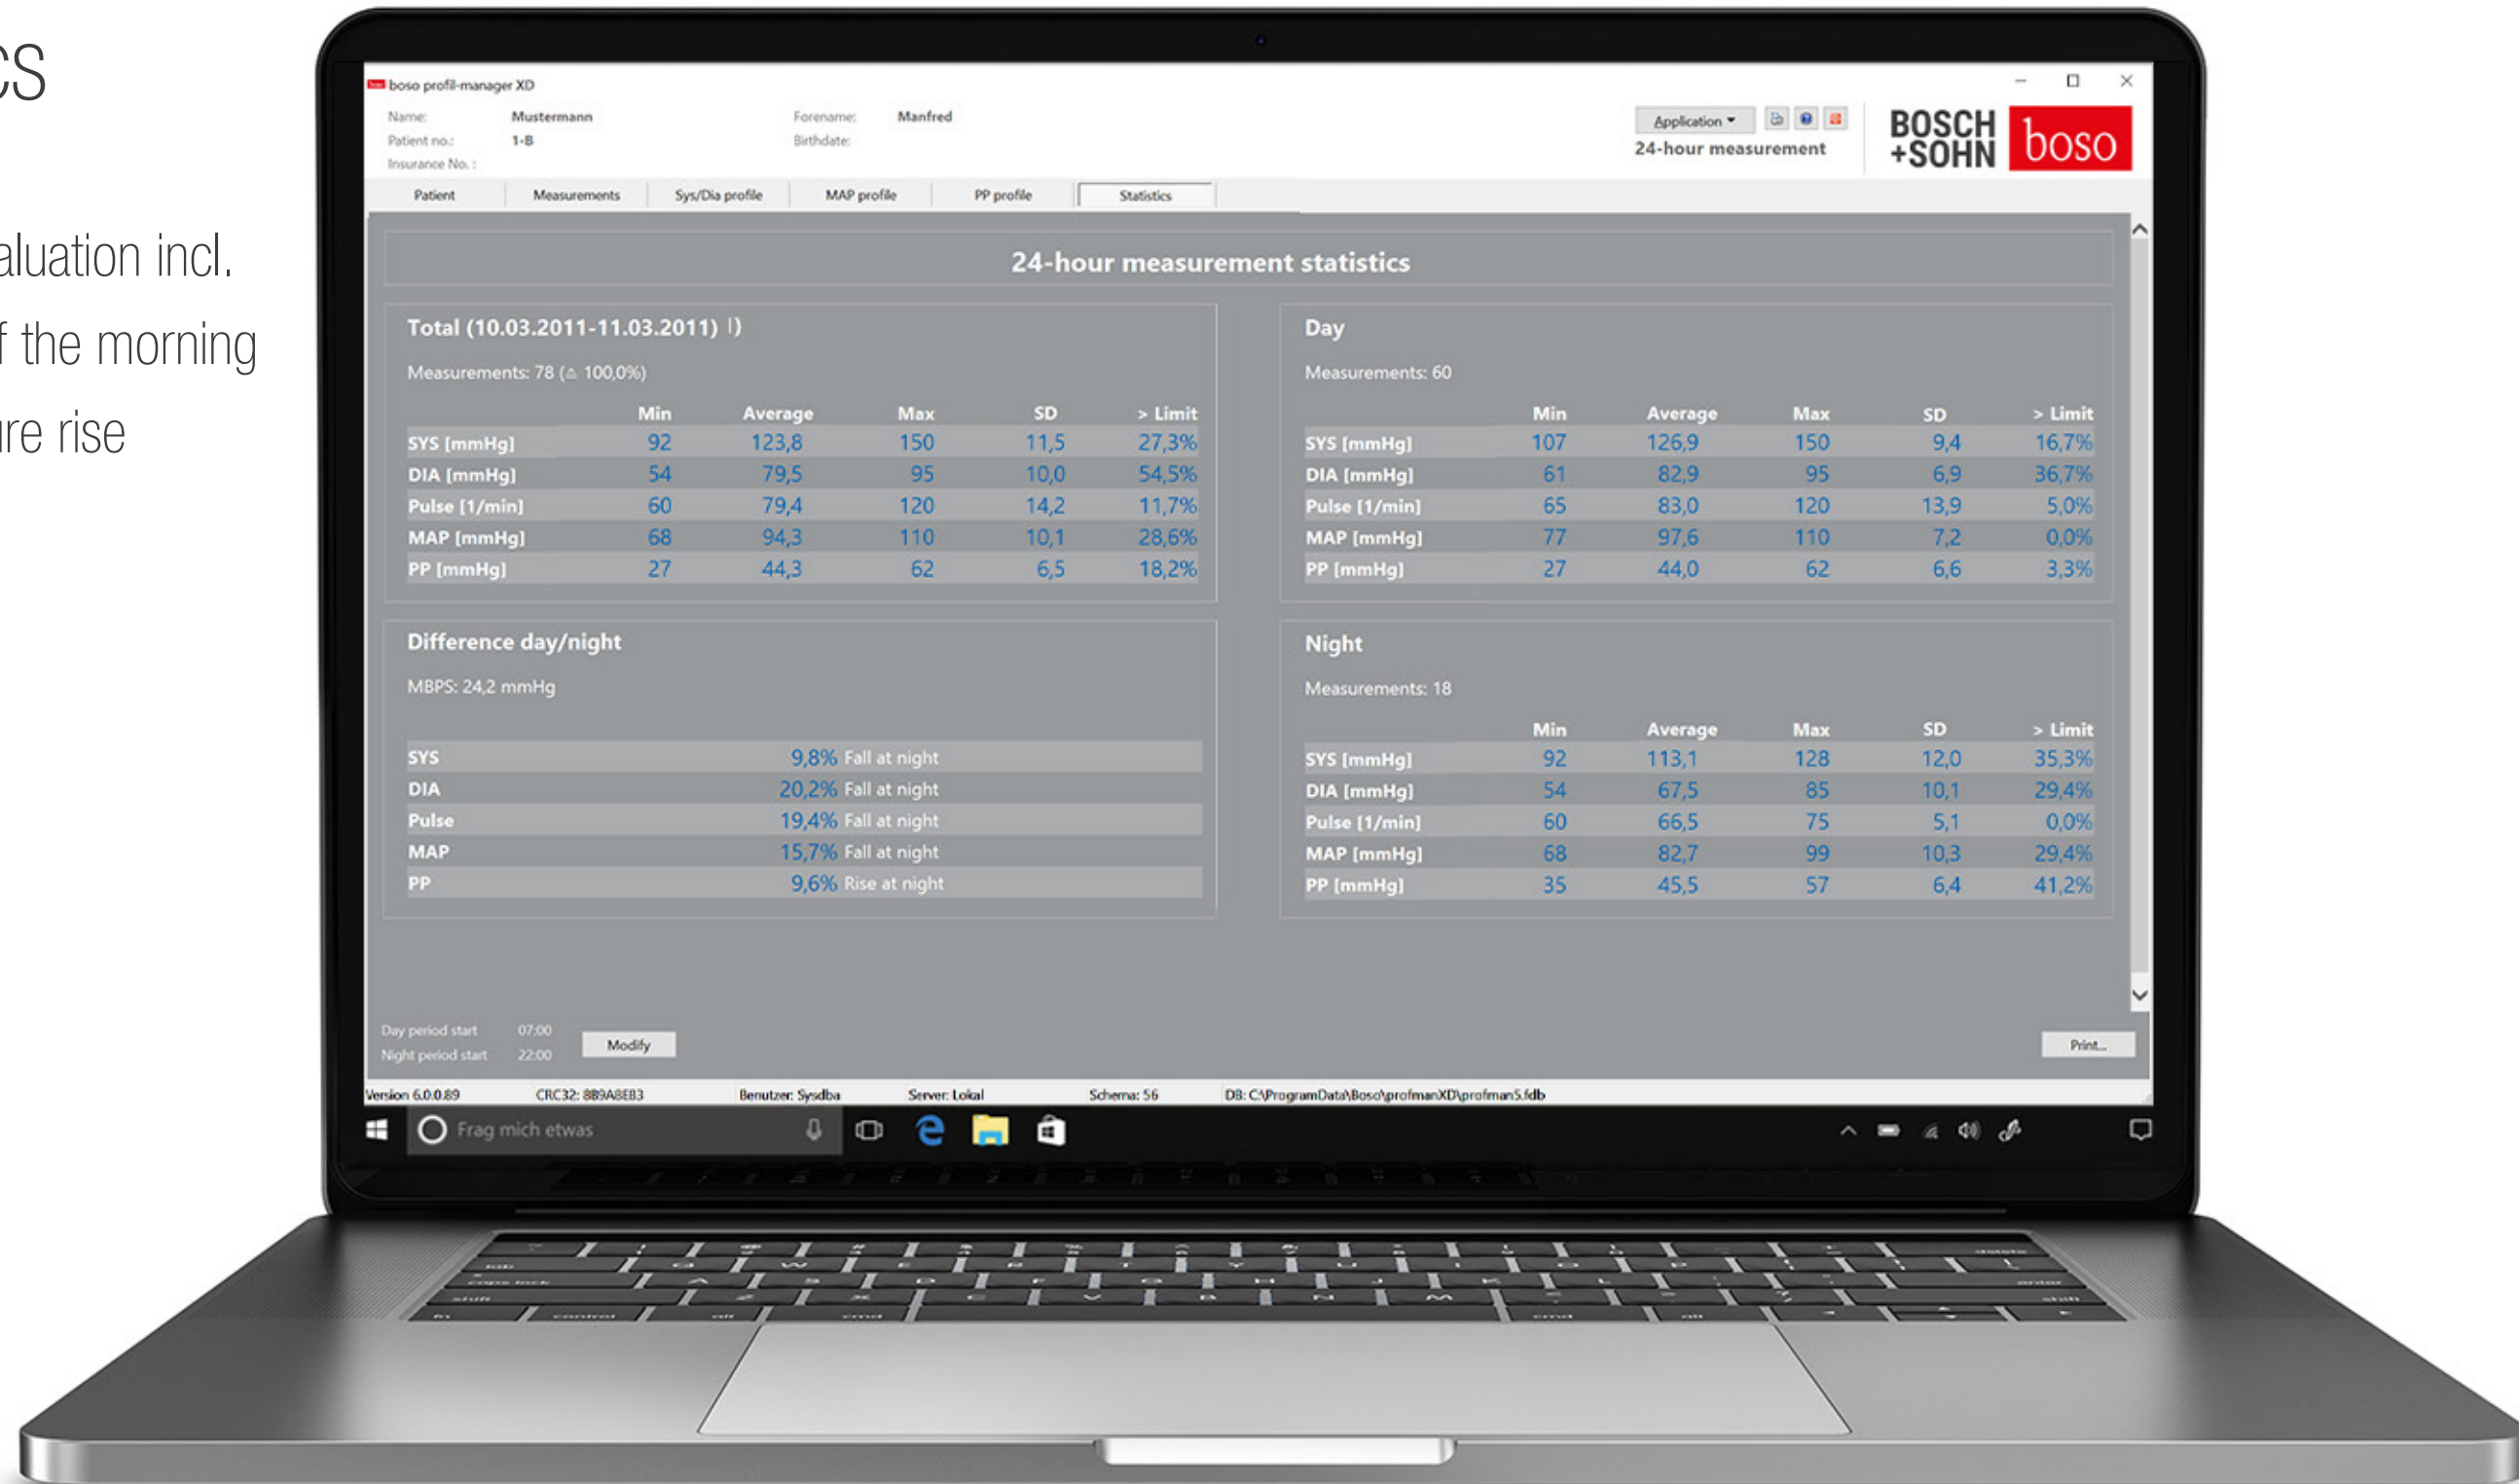 cs
aluation incl.
f the morning
ure rise
boso boso profil-manager XD
Name: Mustermann Forename: Manfred
Patient no.: 1-B Birthdate:
Insurance No. :
Application
24-hour measurement
BOSCH
+SOHN
boso
Patient Measurements Sys/Dia profile MAP profile PP profile Statistics
24-hour measurement statistics
Total (10.03.2011-11.03.2011)
Measurements: 78 (≙ 100,0%)
Min Average Max SD > Limit
SYS [mmHg] 92 123,8 150 11,5 27,3%
DIA [mmHg] 54 79,5 95 10,0 54,5%
Pulse [1/min] 60 79,4 120 14,2 11,7%
MAP [mmHg] 68 94,3 110 10,1 28,6%
PP [mmHg] 27 44,3 62 6,5 18,2%
Day
Measurements: 60
Min Average Max SD > Limit
SYS [mmHg] 107 126,9 150 9,4 16,7%
DIA [mmHg] 61 82,9 95 6,9 36,7%
Pulse [1/min] 65 83,0 120 13,9 5,0%
MAP [mmHg] 77 97,6 110 7,2 0,0%
PP [mmHg] 27 44,0 62 6,6 3,3%
Difference day/night
MBPS: 24,2 mmHg
SYS 9,8% Fall at night
DIA 20,2% Fall at night
Pulse 19,4% Fall at night
MAP 15,7% Fall at night
PP 9,6% Rise at night
Night
Measurements: 18
Min Average Max SD > Limit
SYS [mmHg] 92 113,1 128 12,0 35,3%
DIA [mmHg] 54 67,5 85 10,1 29,4%
Pulse [1/min] 60 66,5 75 5,1 0,0%
MAP [mmHg] 68 82,7 99 10,3 29,4%
PP [mmHg] 35 45,5 57 6,4 41,2%
Day period start 07:00
Night period start 22:00
Modify
Print...
Version 6.0.0.89 CRC32: 8B9A8EB3 Benutzer: Sysdba Server: Lokal Schema: 56 DB: C:\ProgramData\Boso\profmanXD\profman5.fdb
Frag mich etwas